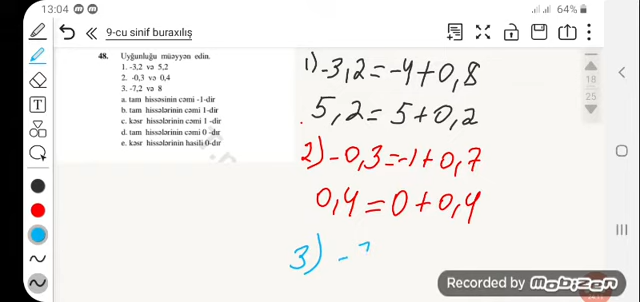 13:04
64%
9-cu sinif buraxılış
48. Uyğunluğu müəyyən edin.
1. -3,2 və 5,2
2. -0,3 və 0,4
3. -7,2 və 8
a. tam hissəsinin cəmi -1-dir
b. tam hissələrinin cəmi 1-dir
c. kəsr hissələrinin cəmi 1 -dir
d. tam hissələrinin cəmi 0 -dır
e. kəsr hissələrinin hasili 0-dır
1) -3,2 = -4 + 0,8
5,2 = 5 + 0,2
2) -0,3 = -1 + 0,7
0,4 = 0 + 0,4
3) -
18
25
Recorded by mobizen